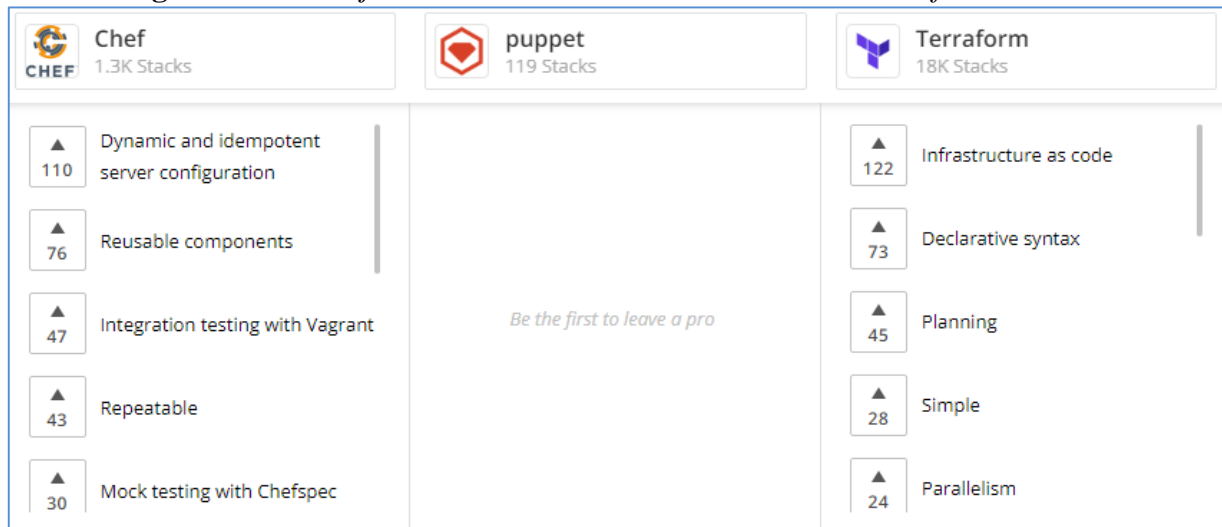 Chef
1.3K Stacks
CHEF
puppet
119 Stacks
Terraform
18K Stacks
110
Dynamic and idempotent
server configuration
76
Reusable components
47
Integration testing with Vagrant
43
Repeatable
30
Mock testing with Chefspec
Be the first to leave a pro
122
Infrastructure as code
73
Declarative syntax
45
Planning
28
Simple
24
Parallelism